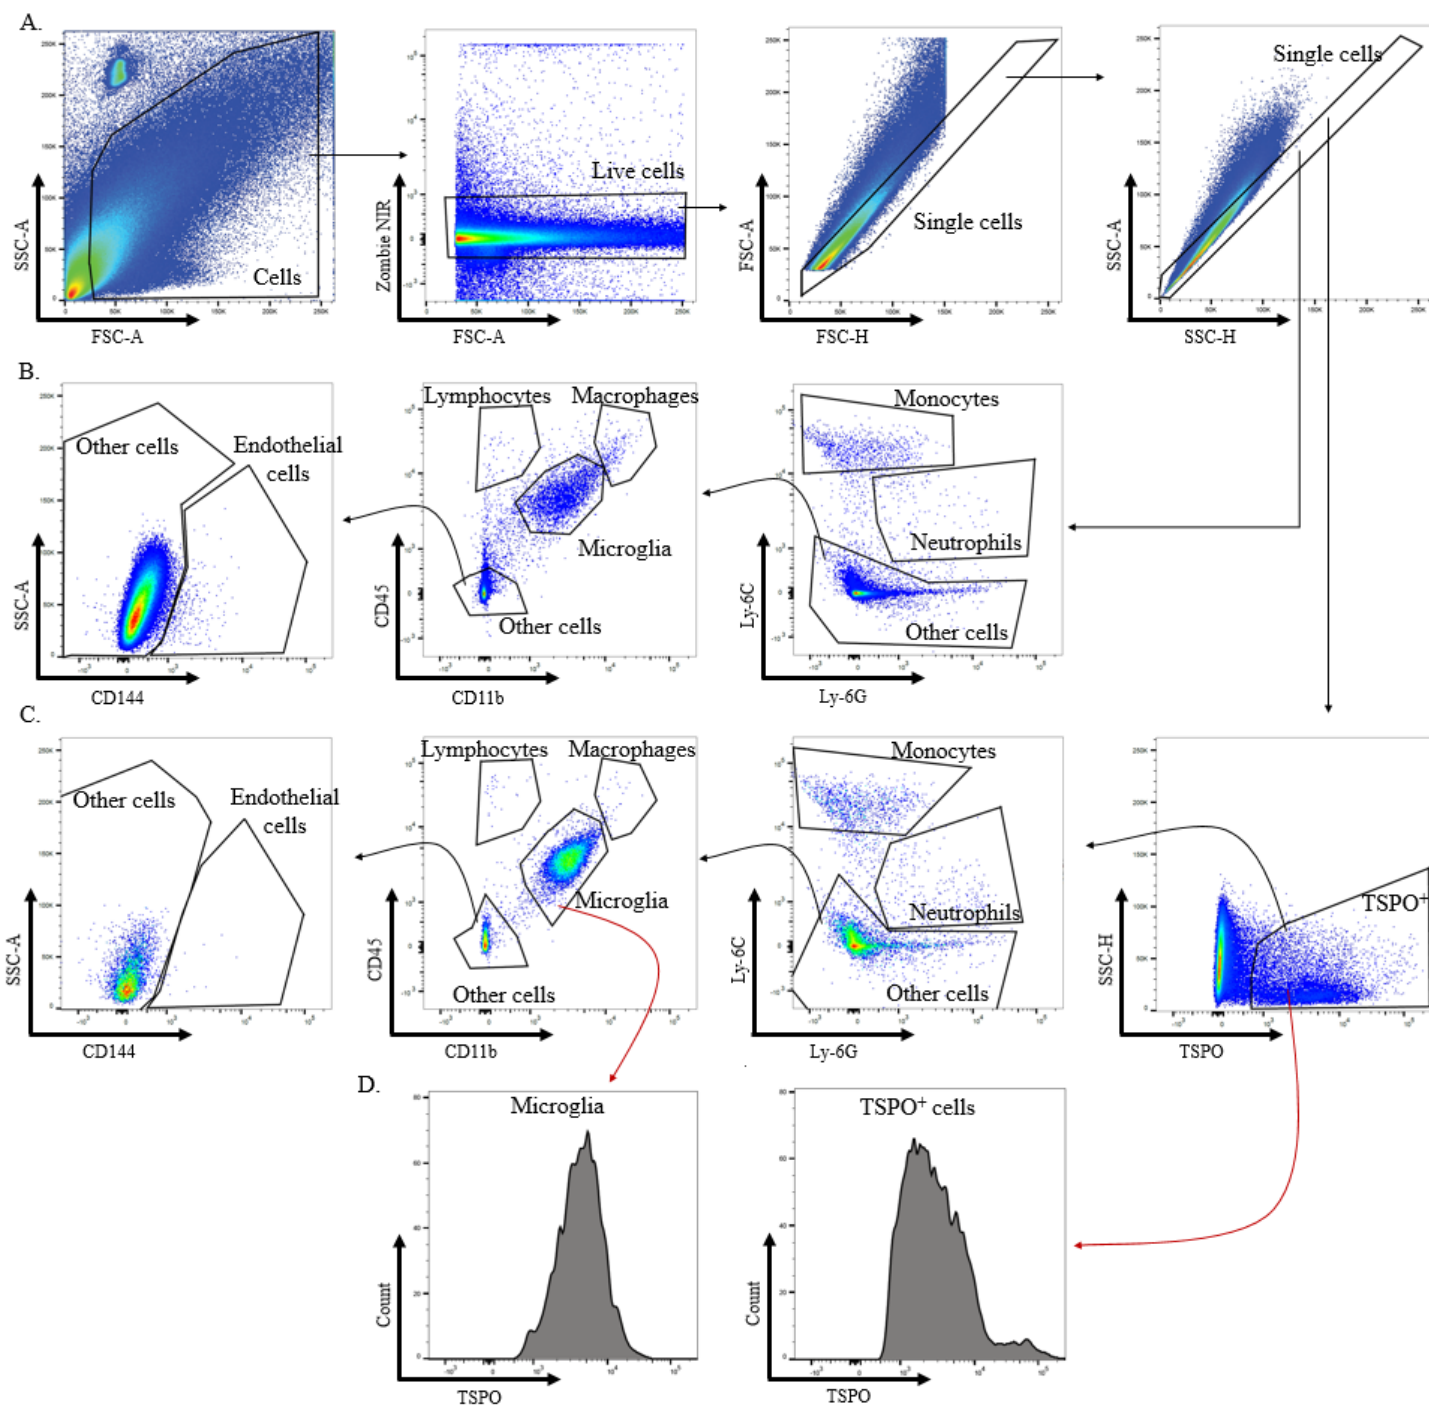 A.
Cells
SSC-A
FSC-A
Live cells
Zombie NIR
FSC-A
Single cells
FSC-A
FSC-H
Single cells
SSC-A
SSC-H
B.
Other cells
Endothelial
cells
SSC-A
CD144
Lymphocytes
Macrophages
Microglia
Other cells
CD45
CD11b
Monocytes
Neutrophils
Other cells
Ly-6C
Ly-6G
C.
Other cells
Endothelial
cells
SSC-A
CD144
Lymphocytes
Macrophages
Microglia
Other cells
CD45
CD11b
Monocytes
Neutrophils
Other cells
Ly-6C
Ly-6G
TSPO⁺
SSC-H
TSPO
D.
Microglia
Count
TSPO
TSPO⁺ cells
Count
TSPO